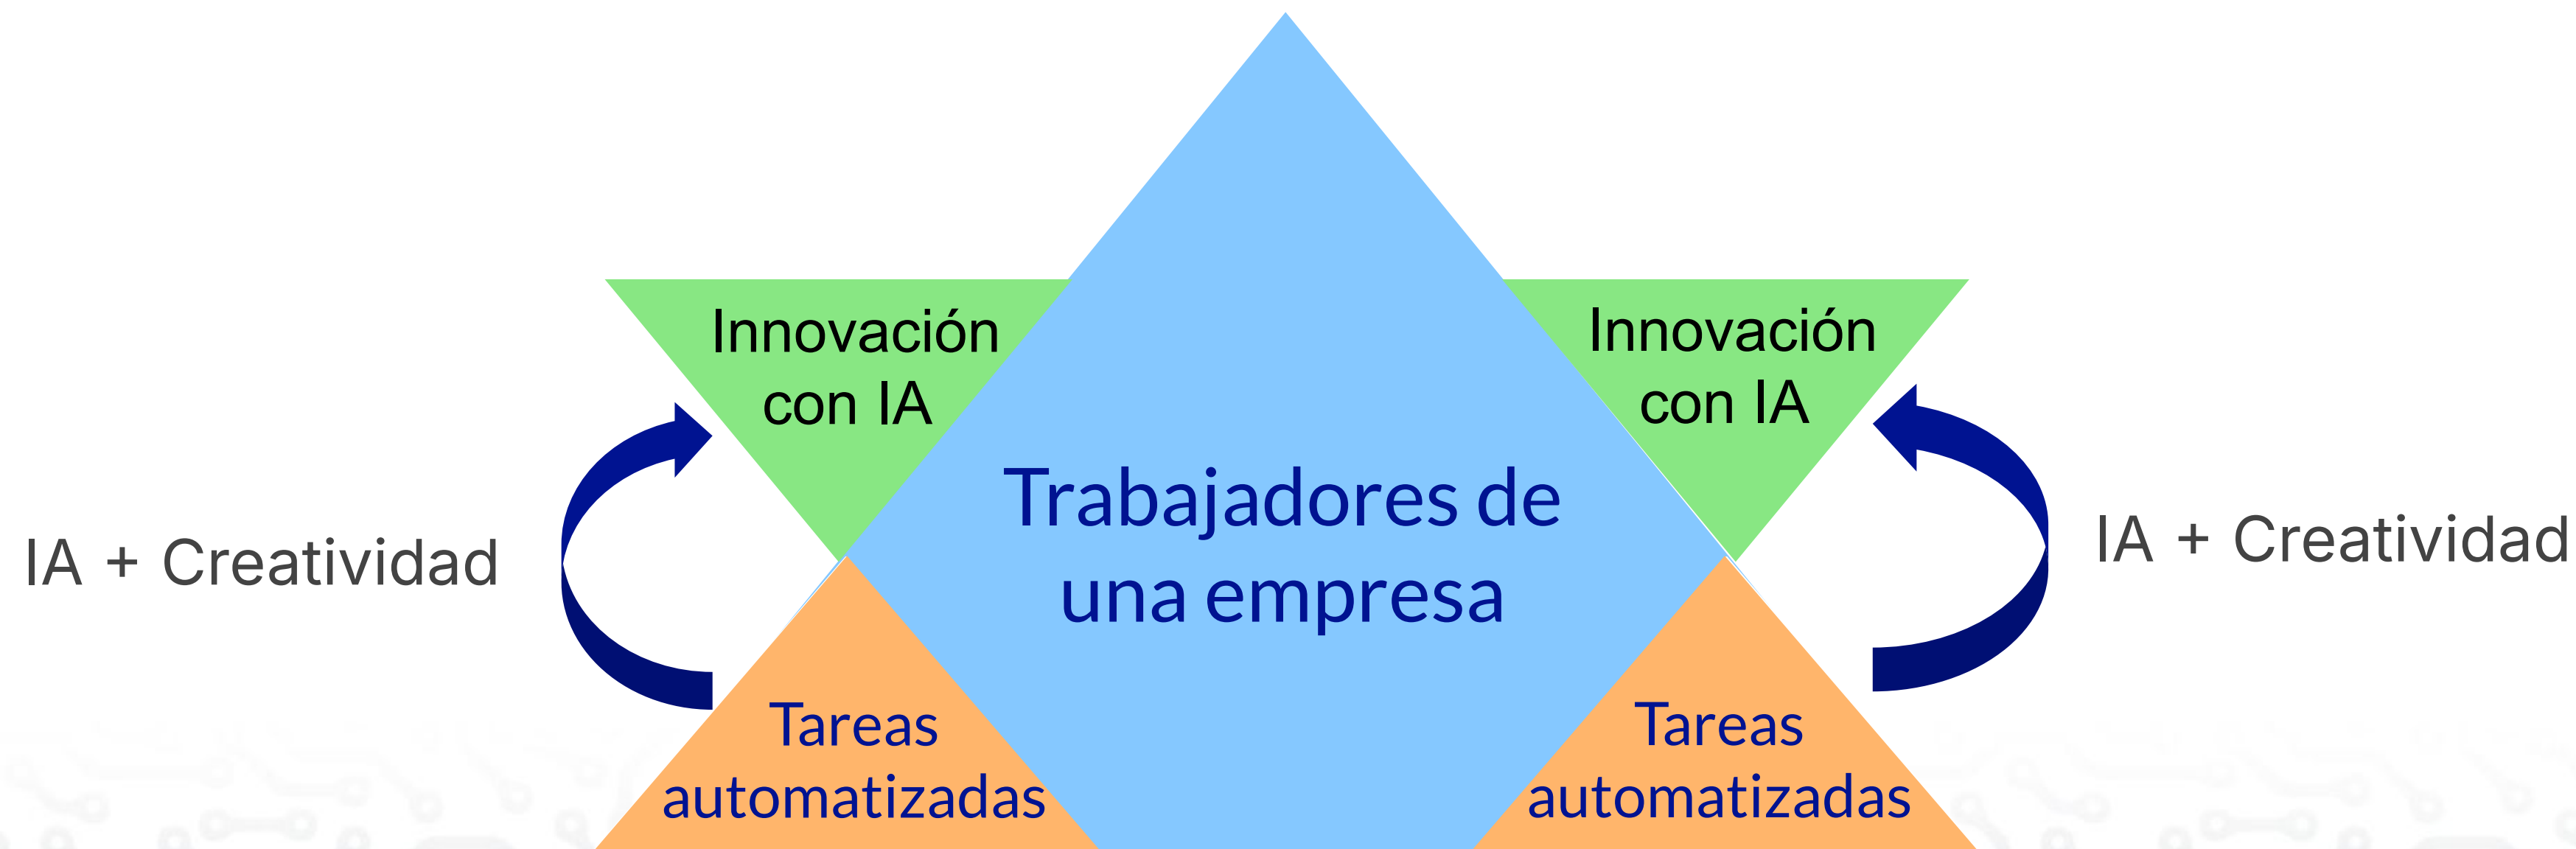 Innovación
con IA
Innovación
con IA
Trabajadores de
una empresa
IA + Creatividad
IA + Creatividad
Tareas
automatizadas
Tareas
automatizadas